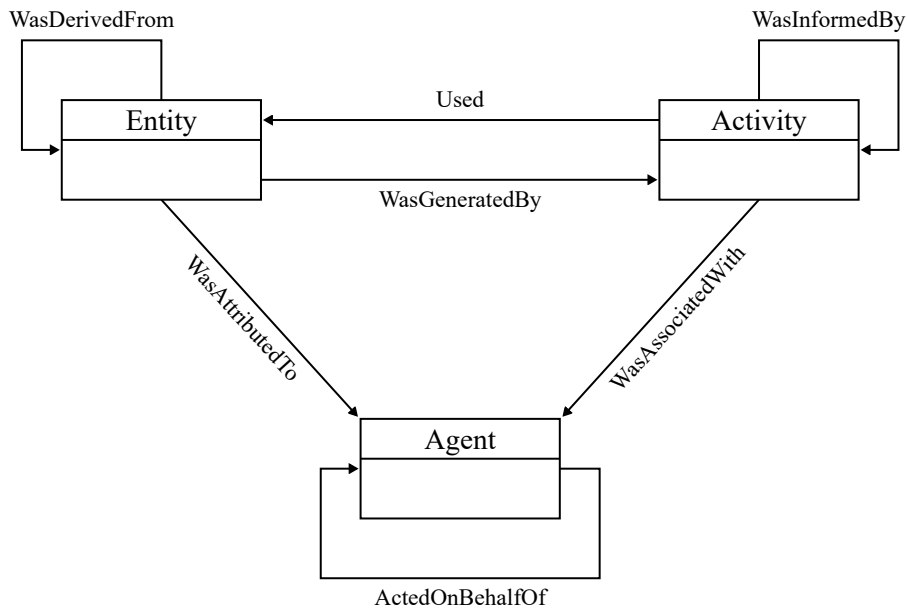 WasDerivedFrom
WasInformedBy
Used
Entity
Activity
WasGeneratedBy
WasAttributedTo
WasAssociatedWith
Agent
ActedOnBehalfOf